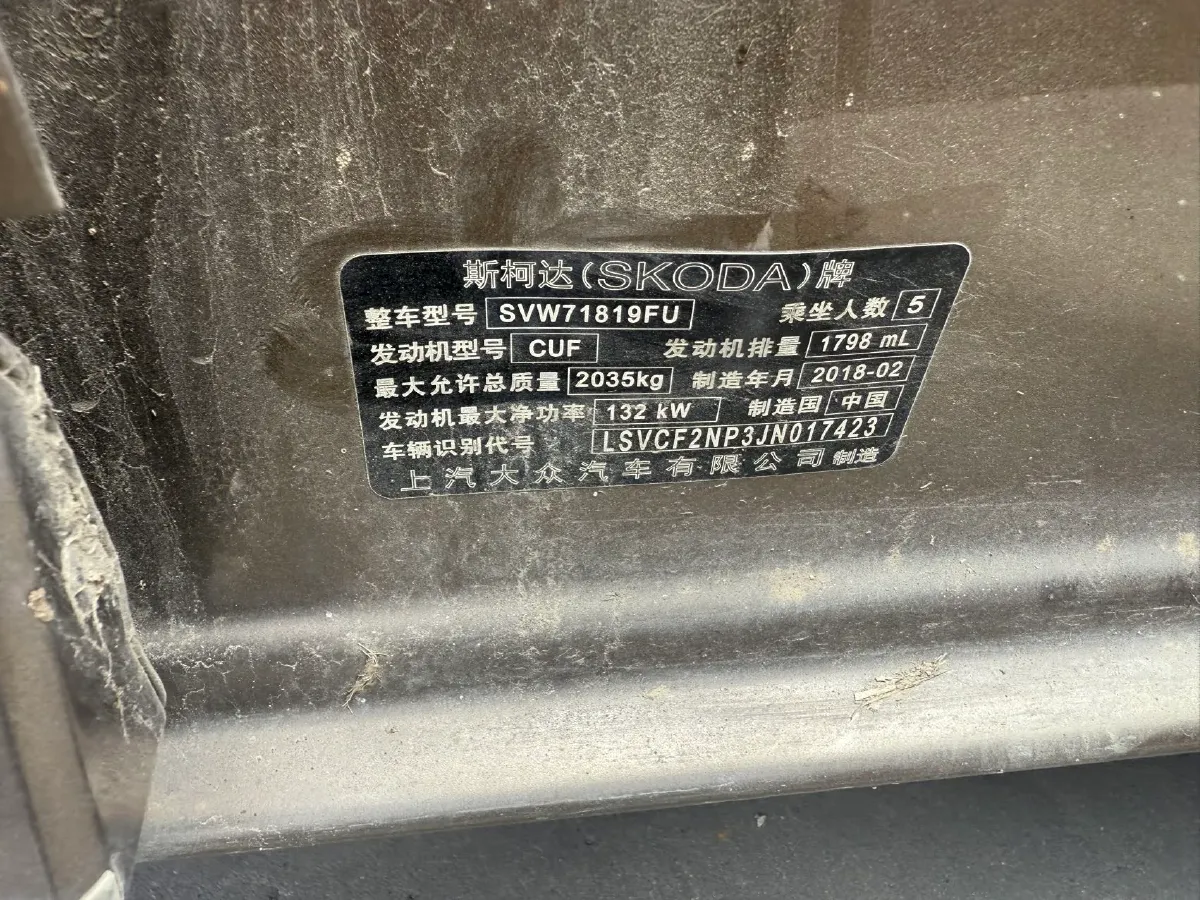 斯柯达(SKODA)牌
整车型号 SVW71819FU 乘坐人数 5
发动机型号 CUF 发动机排量 1798 mL
最大允许总质量 2035kg 制造年月 2018-02
发动机最大净功率 132 kW 制造国 中国
车辆识别代号 LSVCF2NP3JN017423
上汽大众汽车有限公司 制造